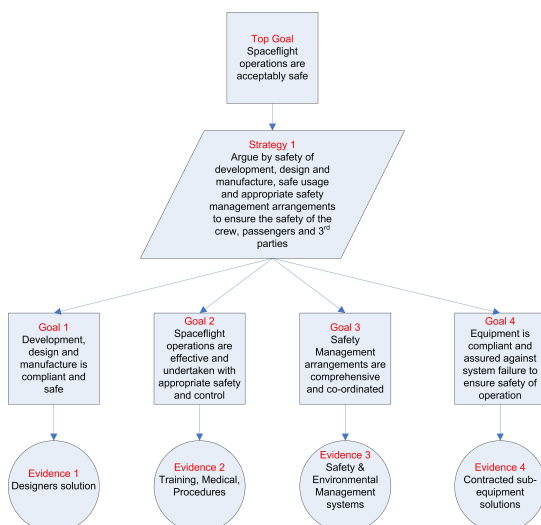 Top Goal
Spaceflight
operations are
acceptably safe
Strategy 1
Argue by safety of
development, design and
manufacture, safe usage
and appropriate safety
management arrangements
to ensure the safety of the
crew, passengers and 3rd
parties
Goal 1
Development,
design and
manufacture is
compliant and
safe
Goal 2
Spaceflight
operations are
effective and
undertaken with
appropriate safety
and control
Goal 3
Safety
Management
arrangements are
comprehensive
and co-ordinated
Goal 4
Equipment is
compliant and
assured against
system failure to
ensure safety of
operation
Evidence 1
Designers solution
Evidence 2
Training, Medical,
Procedures
Evidence 3
Safety &
Environmental
Management
systems
Evidence 4
Contracted sub-
equipment
solutions